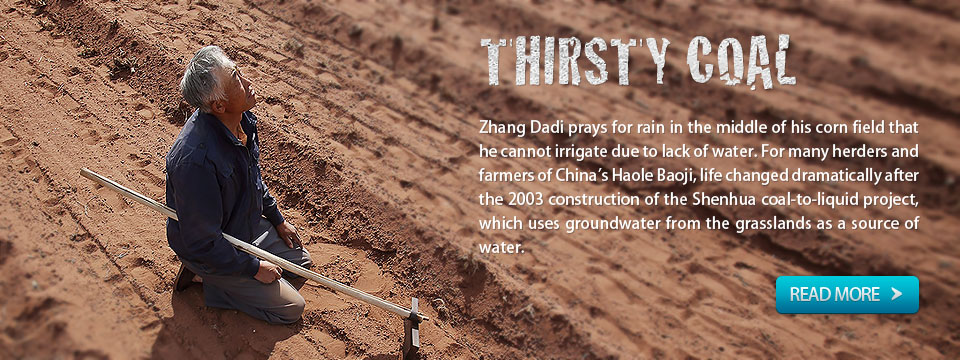 THIRSTY COAL
Zhang Dadi prays for rain in the middle of his corn field that
he cannot irrigate due to lack of water. For many herders and
farmers of China's Haole Baoji, life changed dramatically after
the 2003 construction of the Shenhua coal-to-liquid project,
which uses groundwater from the grasslands as a source of
water.
READ MORE